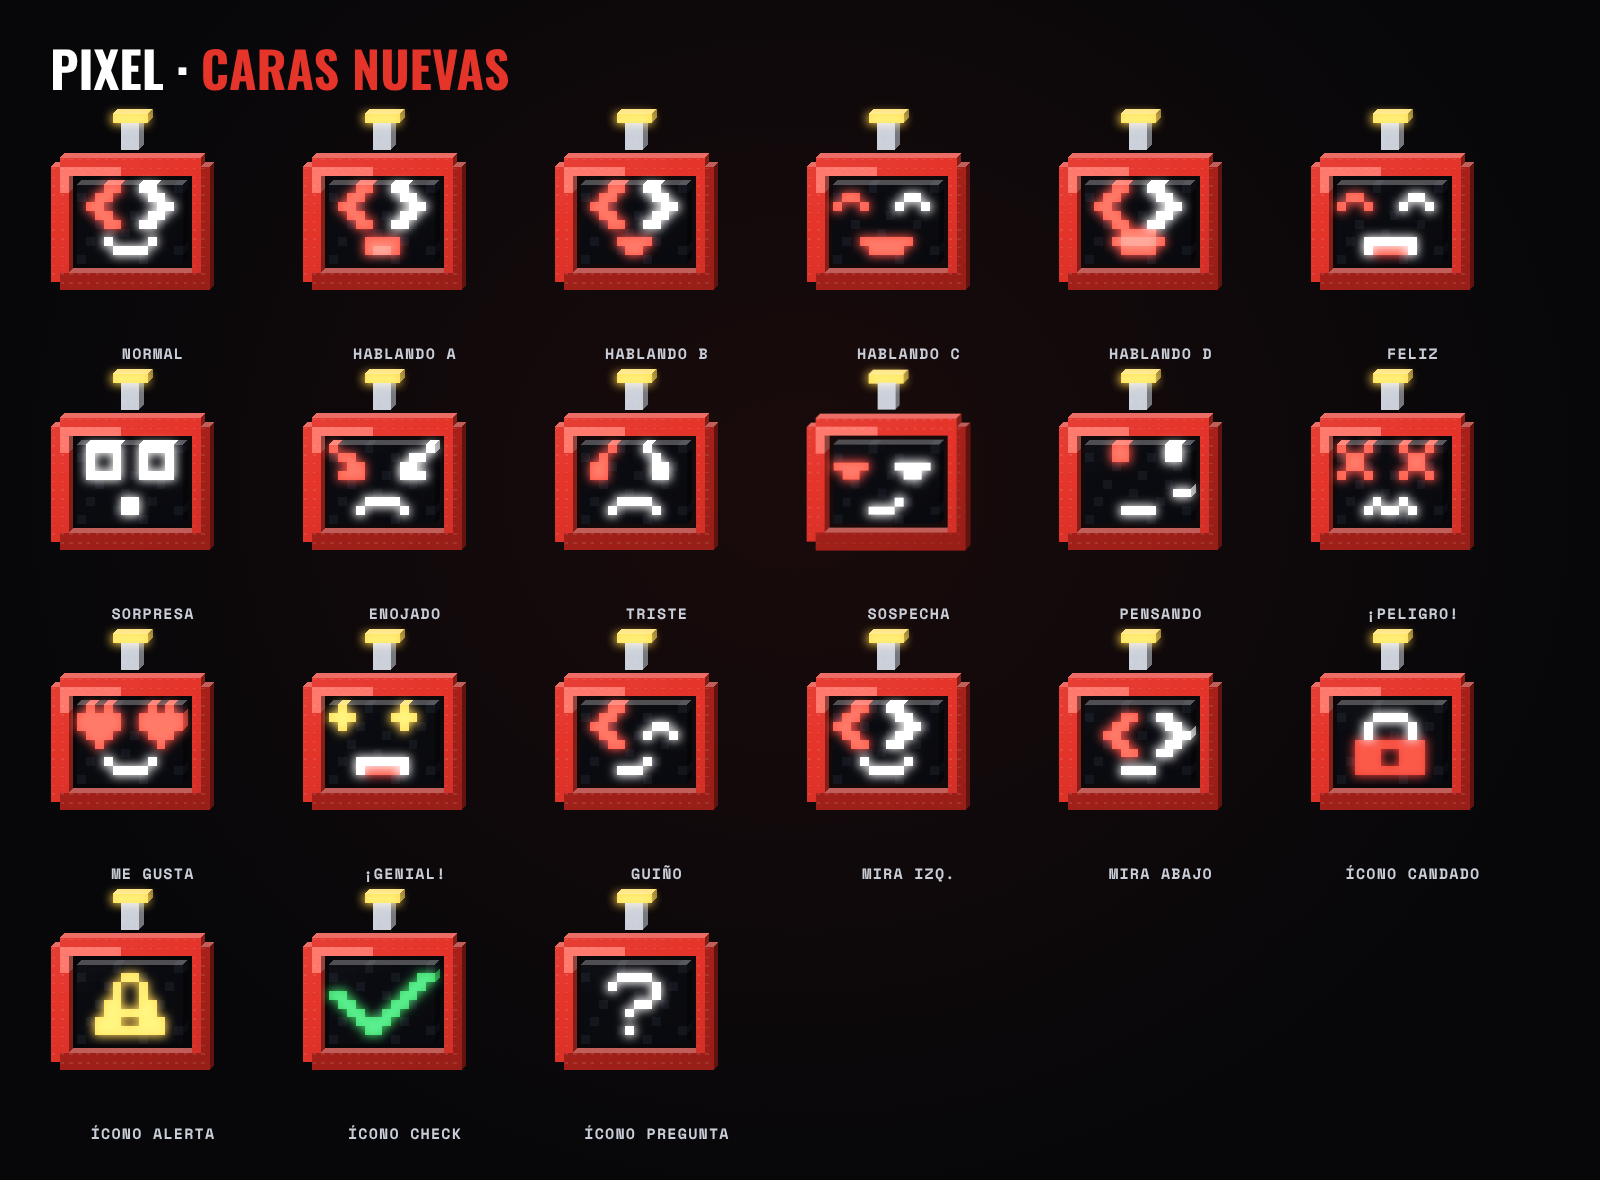 PIXEL · CARAS NUEVAS
NORMAL
HABLANDO A
HABLANDO B
HABLANDO C
HABLANDO D
FELIZ
SORPRESA
ENOJADO
TRISTE
SOSPECHA
PENSANDO
¡PELIGRO!
ME GUSTA
¡GENIAL!
GUIÑO
MIRA IZQ.
MIRA ABAJO
ÍCONO CANDADO
?
ÍCONO ALERTA
ÍCONO CHECK
ÍCONO PREGUNTA